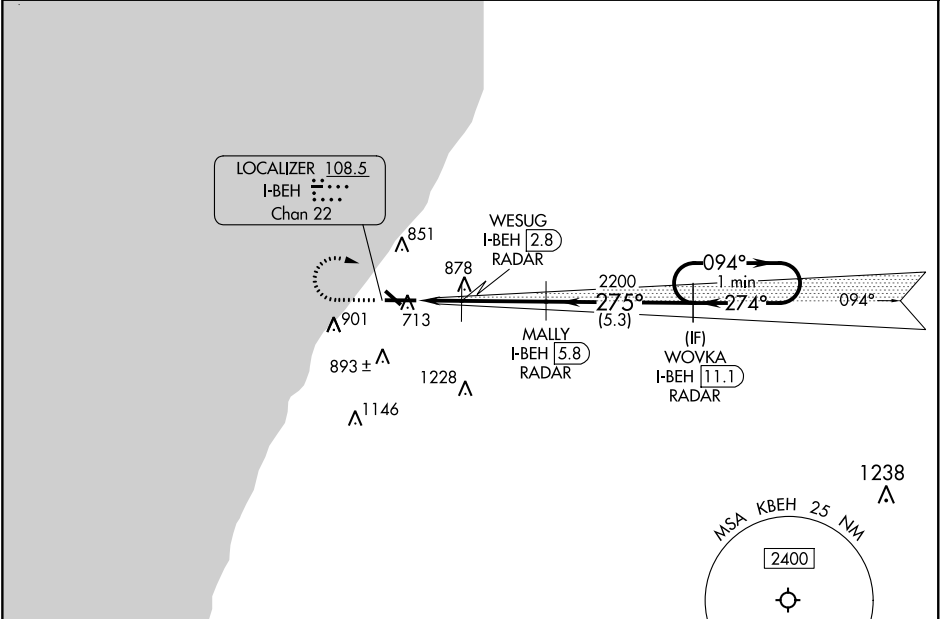 LOCALIZER 108.5
I-BEH
Chan 22
851
WESUG
I-BEH 2.8
RADAR
878
2200
094°
1 min
275°
274°
094°
(5.3)
901
713
MALLY
I-BEH 5.8
RADAR
(IF)
WOVKA
I-BEH 11.1
RADAR
893 ±
1228
1146
1238
MSA KBEH 25 NM
2400